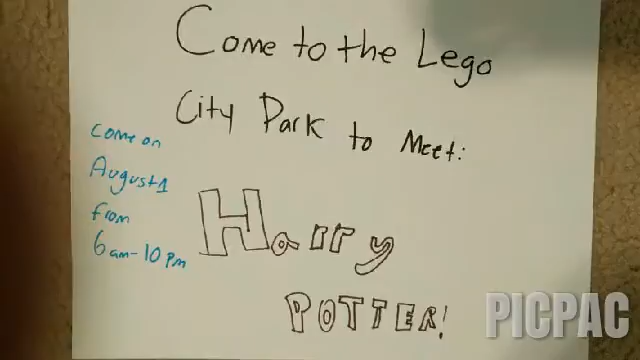 Come to the Lego
City Park to Meet:
Harry
POTTER!
Come on
August 1
from
6am-10pm
PICPAC